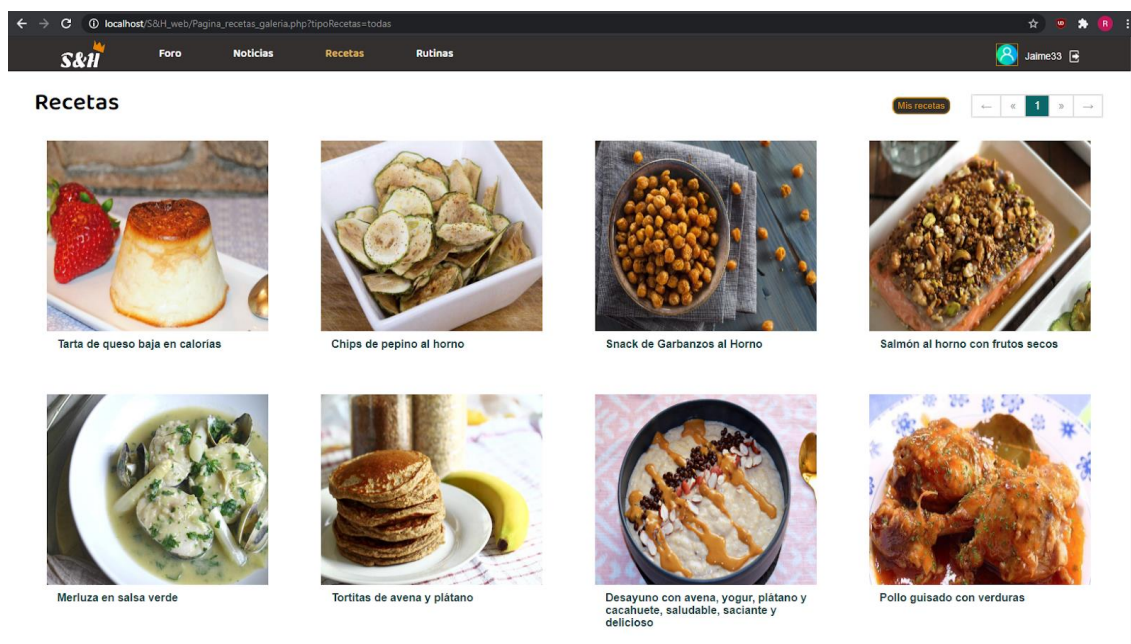 localhost/S&H_web/Pagina_recetas_galeria.php?tipoRecetas=todas
R
S&H Foro Noticias Recetas Rutinas Jaime33
Recetas Mis recetas ← « 1 » →
Tarta de queso baja en calorías Chips de pepino al horno Snack de Garbanzos al Horno Salmón al horno con frutos secos
Merluza en salsa verde Tortitas de avena y plátano Desayuno con avena, yogur, plátano y
cacahuete, saludable, saciante y
delicioso
Pollo guisado con verduras